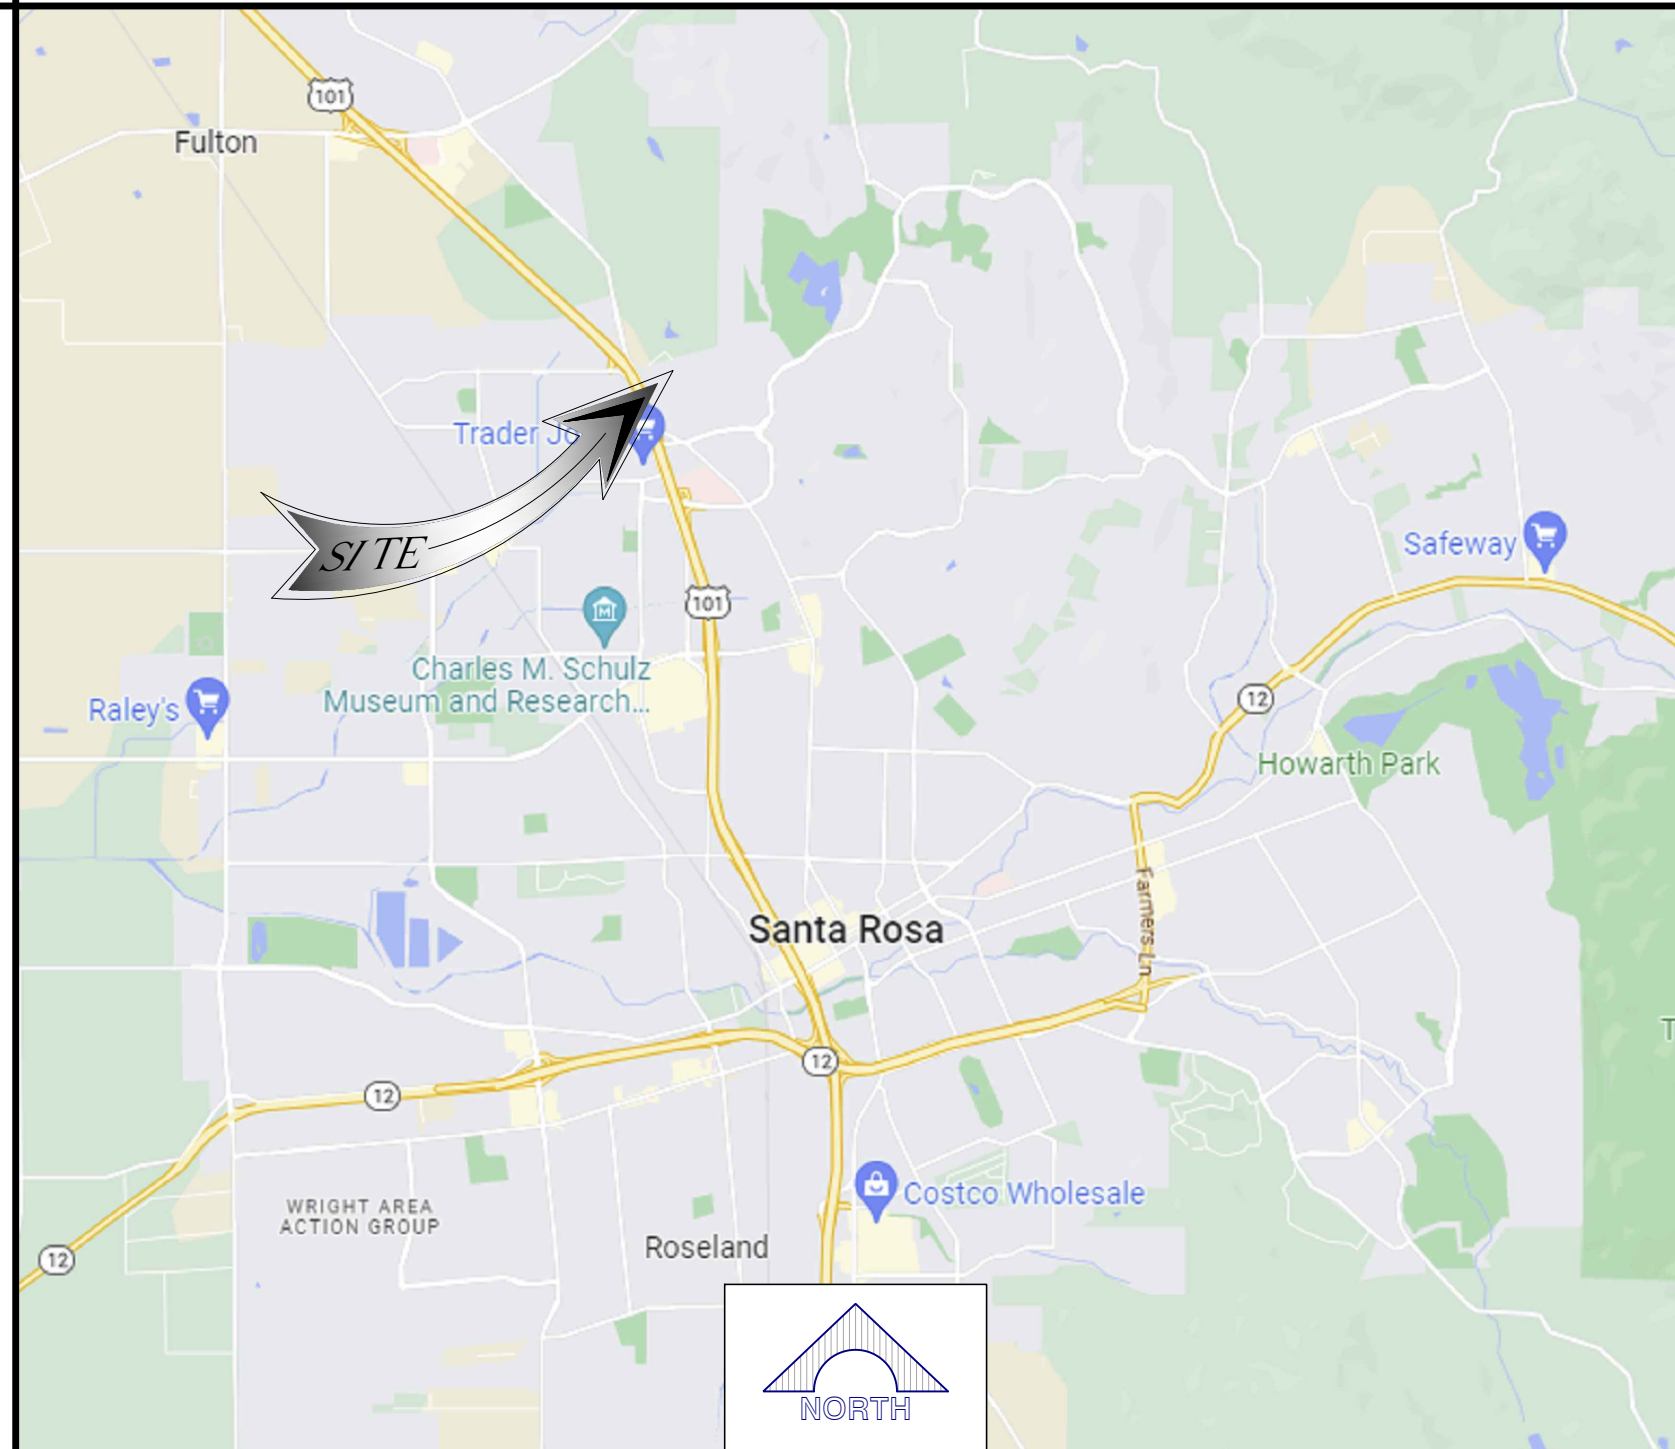 101
Fulton
Trader Jo
SITE
Safeway
101
Charles M. Schulz
Museum and Research...
Raley's
12
Howarth Park
Farmers Ln
Santa Rosa
T
12
12
Costco Wholesale
WRIGHT AREA
ACTION GROUP
Roseland
12
NORTH